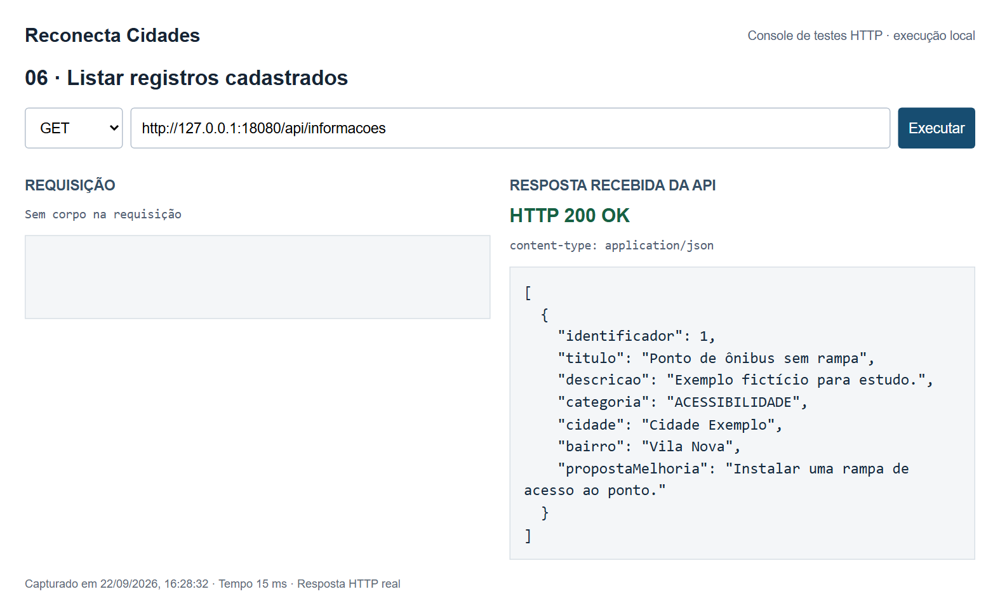 Reconecta Cidades
Console de testes HTTP · execução local
06 · Listar registros cadastrados
GET
http://127.0.0.1:18080/api/informacoes
Executar
REQUISIÇÃO
Sem corpo na requisição
RESPOSTA RECEBIDA DA API
HTTP 200 OK
content-type: application/json
[
  {
    "identificador": 1,
    "titulo": "Ponto de ônibus sem rampa",
    "descricao": "Exemplo fictício para estudo.",
    "categoria": "ACESSIBILIDADE",
    "cidade": "Cidade Exemplo",
    "bairro": "Vila Nova",
    "propostaMelhoria": "Instalar uma rampa de
acesso ao ponto."
  }
]
Capturado em 22/09/2026, 16:28:32 · Tempo 15 ms · Resposta HTTP real